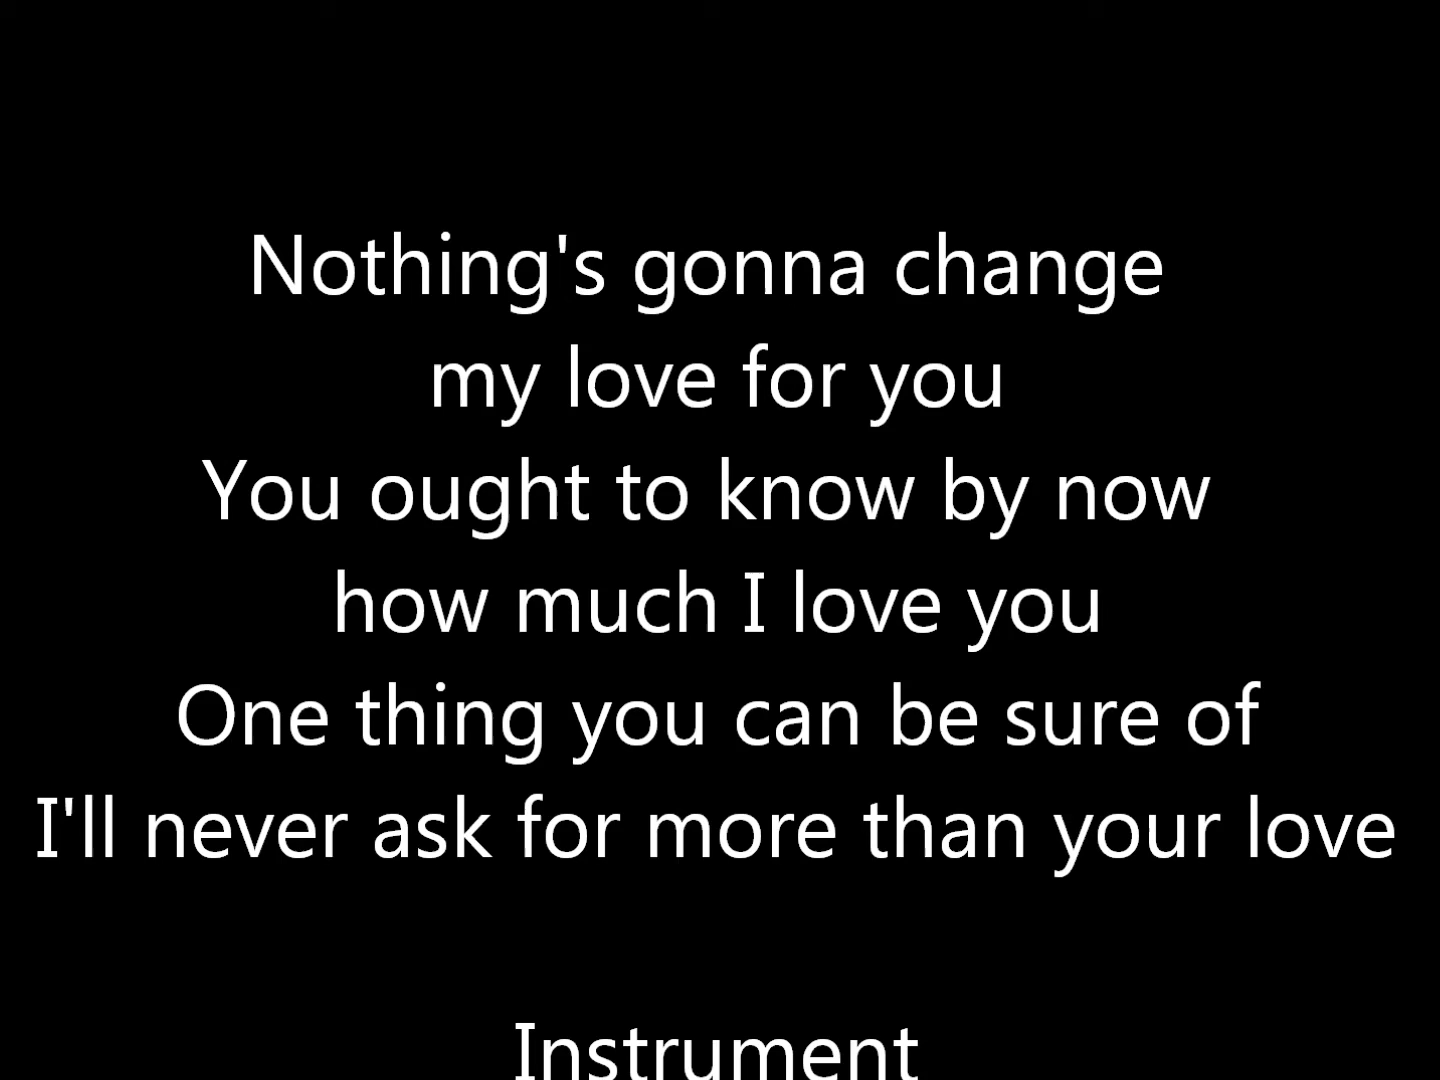 Nothing's gonna change
my love for you
You ought to know by now
how much I love you
One thing you can be sure of
I'll never ask for more than your love
Instrument